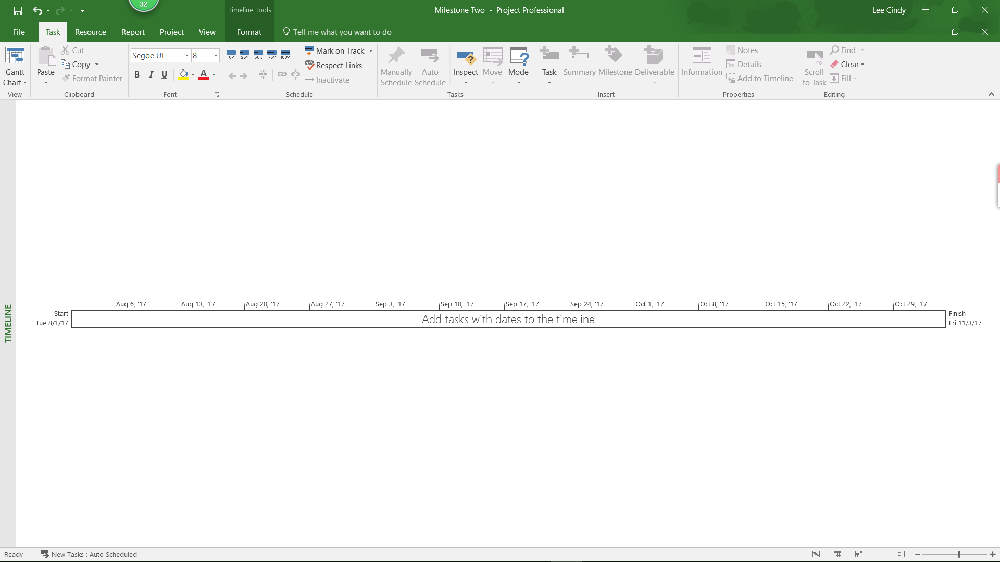 32
Timeline Tools
Milestone Two - Project Professional
Lee Cindy
File Task Resource Report Project View Format Tell me what you want to do
Gantt Chart
View
Paste
Cut
Copy
Format Painter
Clipboard
Segoe UI 8
B I U A
Font
0% 25% 50% 75% 100%
Mark on Track
Respect Links
Inactivate
Schedule
Manually Schedule
Auto Schedule
Inspect
Move
Mode
Tasks
Task
Summary
Milestone
Deliverable
Insert
Information
Notes
Details
Add to Timeline
Properties
Scroll to Task
Find
Clear
Fill
Editing
TIMELINE
Aug 6, '17 Aug 13, '17 Aug 20, '17 Aug 27, '17 Sep 3, '17 Sep 10, '17 Sep 17, '17 Sep 24, '17 Oct 1, '17 Oct 8, '17 Oct 15, '17 Oct 22, '17 Oct 29, '17
Start
Tue 8/1/17
Add tasks with dates to the timeline
Finish
Fri 11/3/17
Ready New Tasks : Auto Scheduled